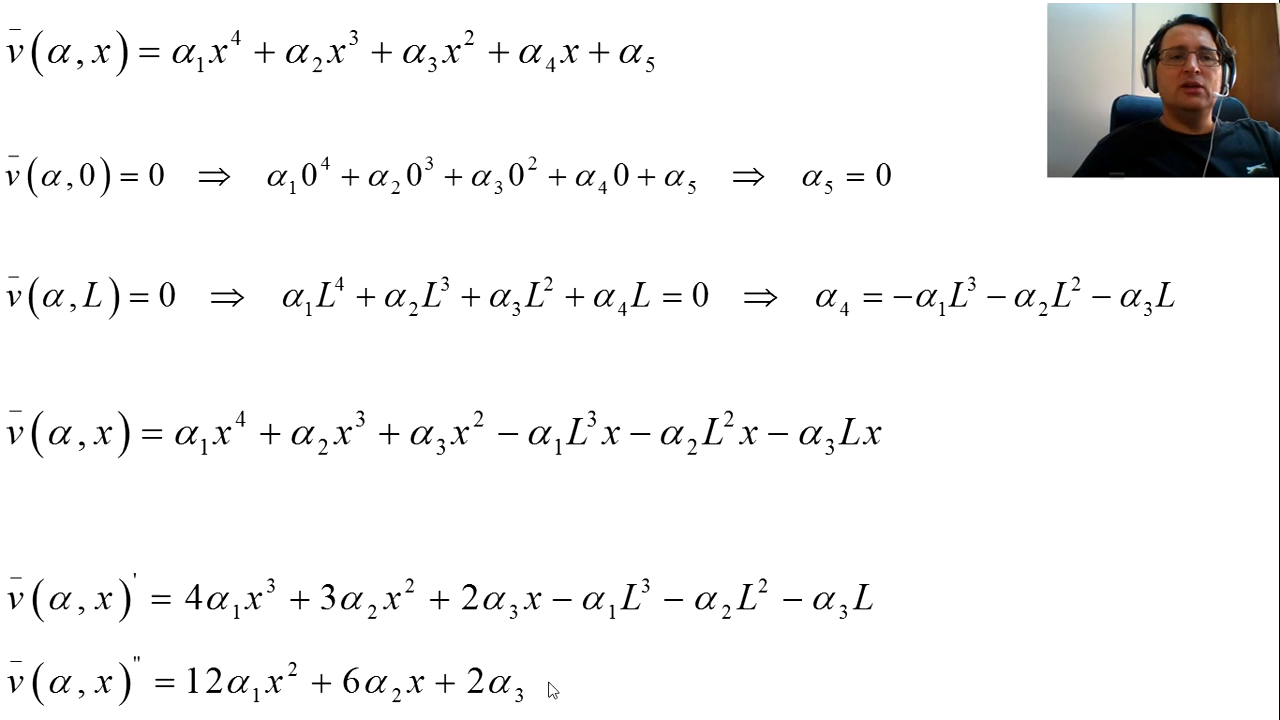 v̄(α, x) = α₁x⁴ + α₂x³ + α₃x² + α₄x + α₅
v̄(α, 0) = 0 ⇒ α₁0⁴ + α₂0³ + α₃0² + α₄0 + α₅ ⇒ α₅ = 0
v̄(α, L) = 0 ⇒ α₁L⁴ + α₂L³ + α₃L² + α₄L = 0 ⇒ α₄ = −α₁L³ − α₂L² − α₃L
v̄(α, x) = α₁x⁴ + α₂x³ + α₃x² − α₁L³x − α₂L²x − α₃Lx
v̄(α, x)' = 4α₁x³ + 3α₂x² + 2α₃x − α₁L³ − α₂L² − α₃L
v̄(α, x)" = 12α₁x² + 6α₂x + 2α₃